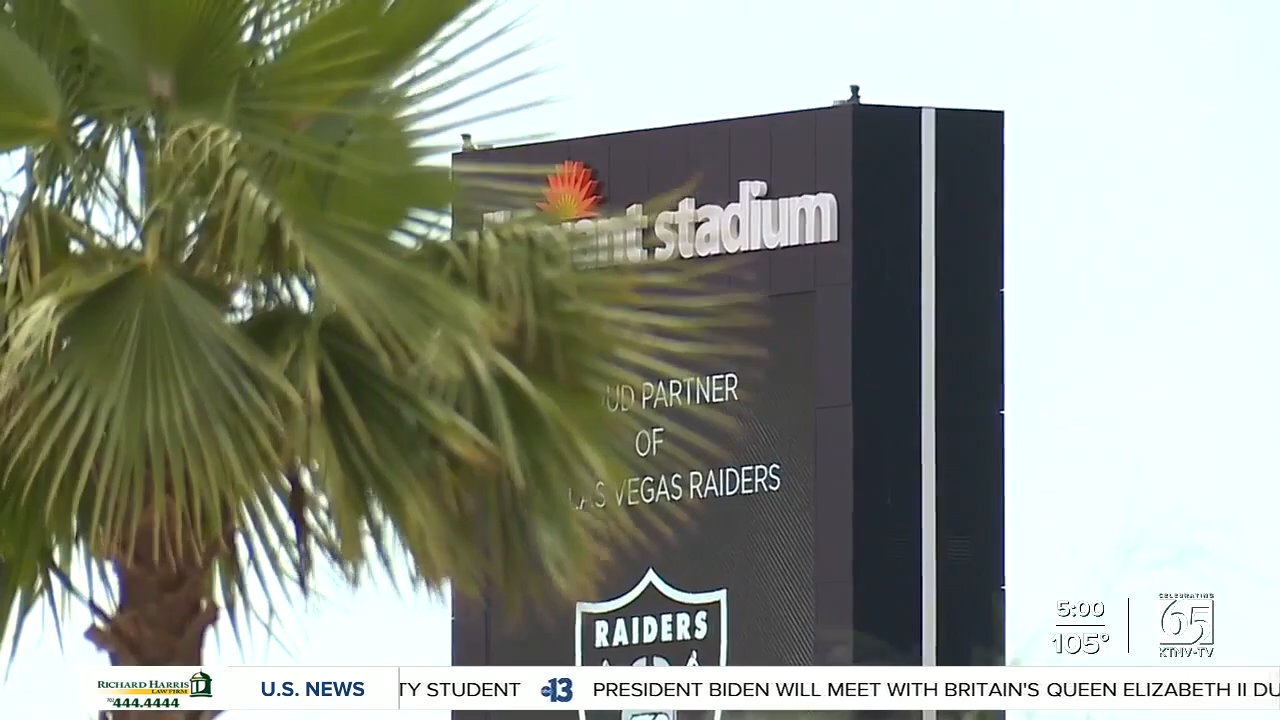 stadium
PARTNER
OF
VEGAS RAIDERS
RAIDERS
5:00
105°
CELEBRATING
65
KTNV-TV
RICHARD HARRIS
LAW FIRM
702 444.4444
U.S. NEWS
TY STUDENT 13 PRESIDENT BIDEN WILL MEET WITH BRITAIN'S QUEEN ELIZABETH II DU